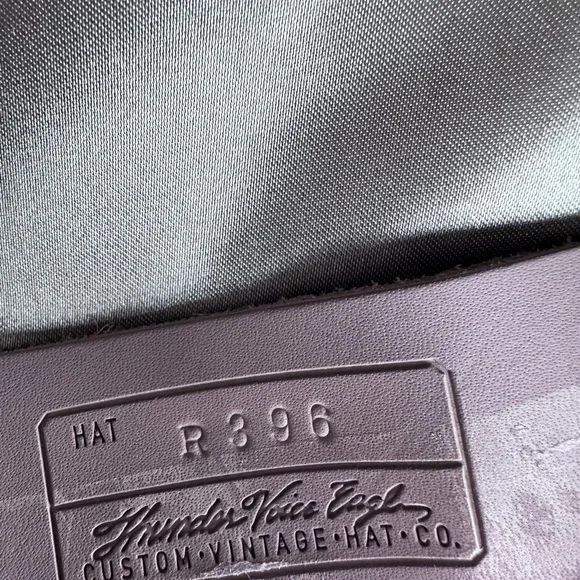 HAT R396
Thunder Voice Eagle
CUSTOM·VINTAGE·HAT·CO.